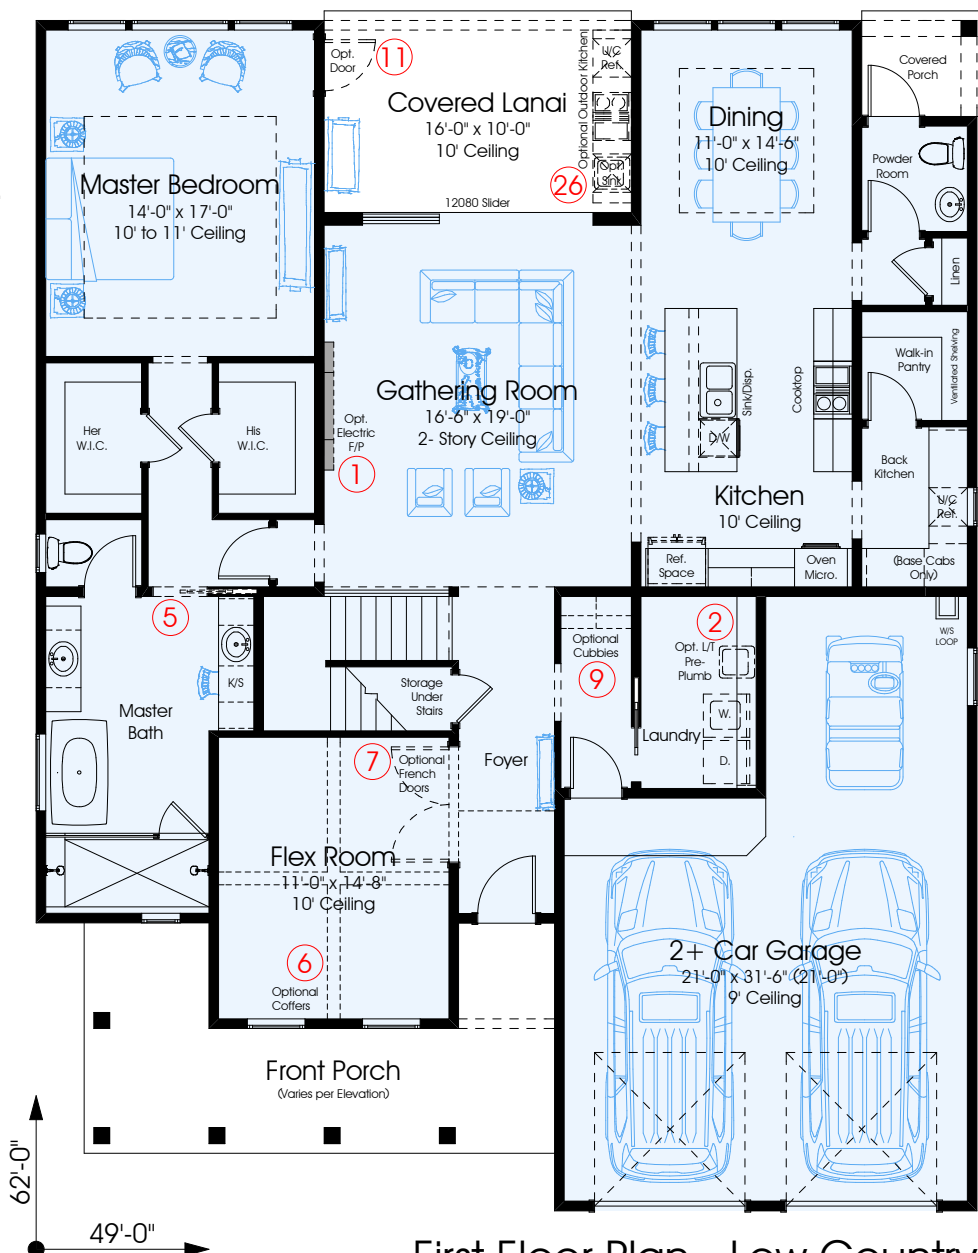 Opt.
Door
11
Covered Lanai
16'-0" x 10'-0"
10' Ceiling
Optional Outdoor Kitchen
U/C
Ref.
Opt.
Sink
26
12080 Slider
Dining
11'-0" x 14'-6"
10' Ceiling
Covered
Porch
Powder
Room
Linen
Master Bedroom
14'-0" x 17'-0"
10' to 11' Ceiling
Her
W.I.C.
His
W.I.C.
Gathering Room
16'-6" x 19'-0"
2- Story Ceiling
Opt.
Electric
F/P
1
Sink/Disp.
D/W
Cooktop
Walk-in
Pantry
Ventilated Shelving
Kitchen
10' Ceiling
Back
Kitchen
U/C
Ref.
(Base Cabs
Only)
Ref.
Space
Oven
Micro.
5
K/S
Master
Bath
Storage
Under
Stairs
Optional
Cubbies
9
2
Opt. L/T
Pre-
Plumb
W.
D.
Laundry
W/S
LOOP
7
Optional
French
Doors
Foyer
Flex Room
11'-0" x 14'-8"
10' Ceiling
6
Optional
Coffers
2+ Car Garage
21'-0" x 31'-6" (21'-0")
9' Ceiling
Front Porch
(Varies per Elevation)
62'-0"
49'-0"
First Floor Plan - Low Country